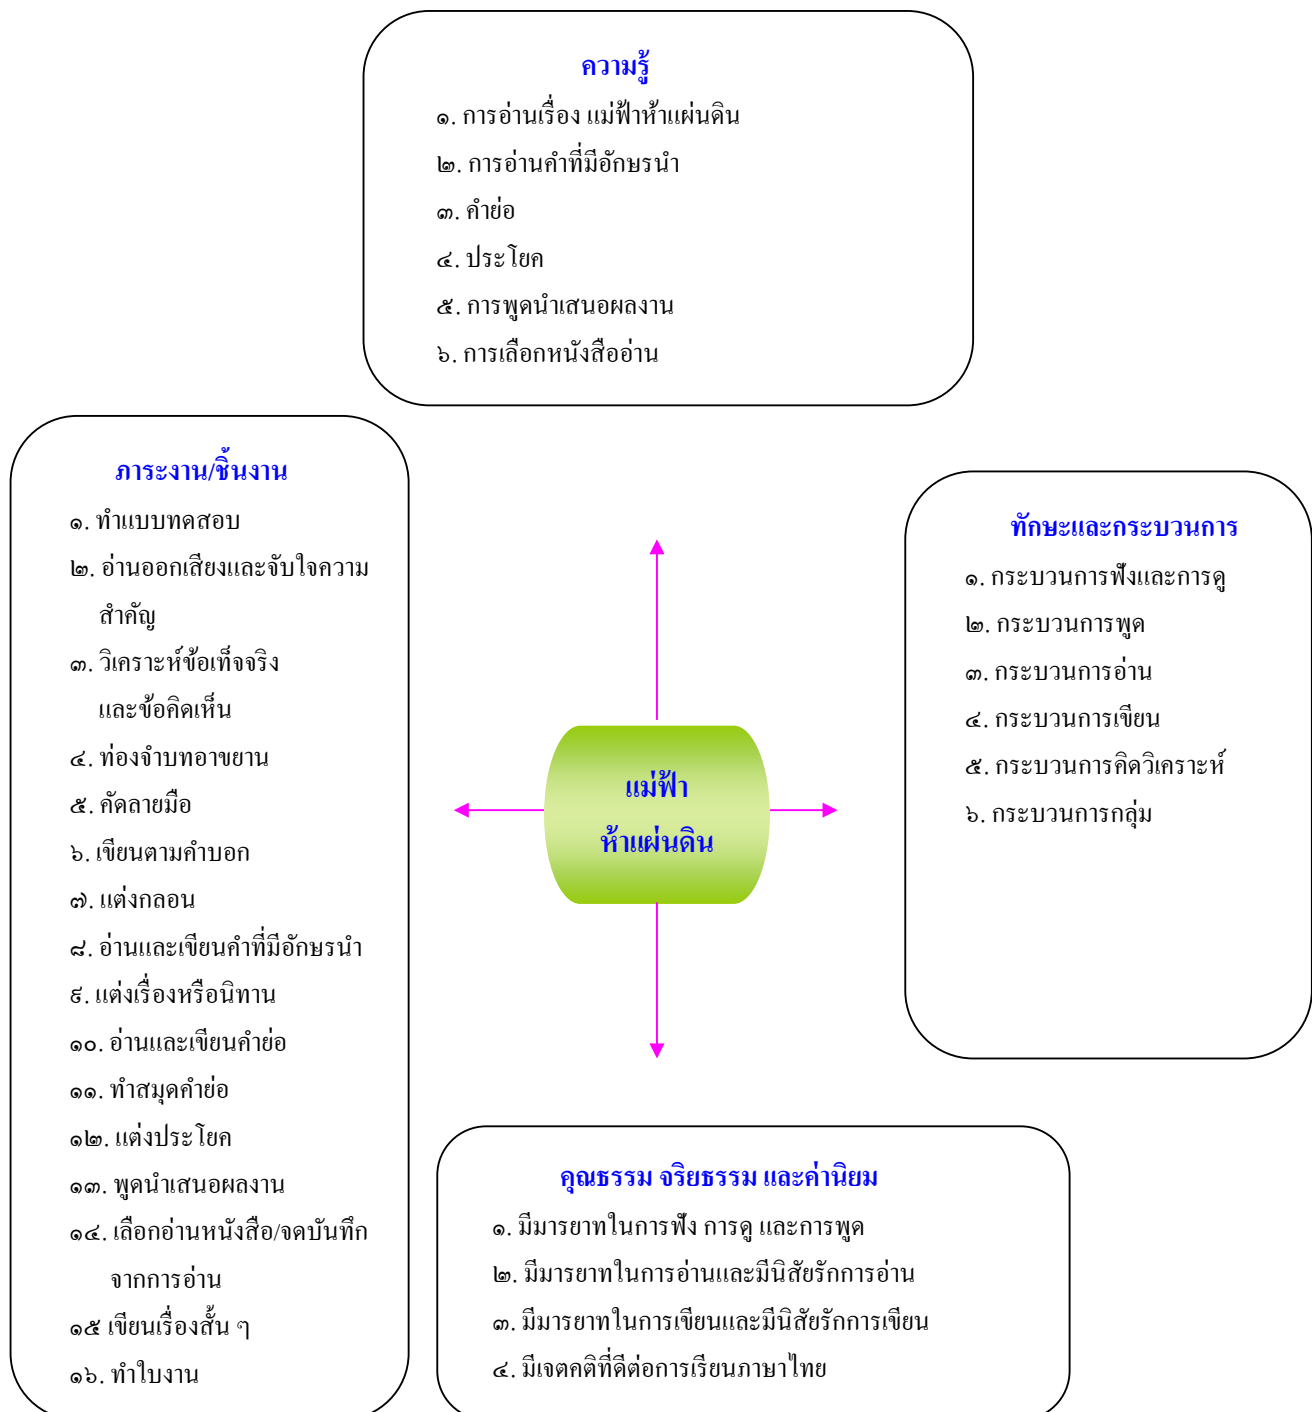 ความรู้
๑. การอ่านเรื่อง แม่ฟ้าห้าแผ่นดิน
๒. การอ่านคำที่มีอักษรนำ
๓. คำย่อ
๔. ประโยค
๕. การพูดนำเสนอผลงาน
๖. การเลือกหนังสืออ่าน
ภาระงาน/ชิ้นงาน
๑. ทำแบบทดสอบ
๒. อ่านออกเสียงและจับใจความ
สำคัญ
๓. วิเคราะห์ข้อเท็จจริง
และข้อคิดเห็น
๔. ท่องจำบทอาขยาน
๕. คัดลายมือ
๖. เขียนตามคำบอก
๗. แต่งกลอน
๘. อ่านและเขียนคำที่มีอักษรนำ
๙. แต่งเรื่องหรือนิทาน
๑๐. อ่านและเขียนคำย่อ
๑๑. ทำสมุดคำย่อ
๑๒. แต่งประโยค
๑๓. พูดนำเสนอผลงาน
๑๔. เลือกอ่านหนังสือ/จดบันทึก
จากการอ่าน
๑๕ เขียนเรื่องสั้น ๆ
๑๖. ทำใบงาน
แม่ฟ้า
ห้าแผ่นดิน
ทักษะและกระบวนการ
๑. กระบวนการฟังและการดู
๒. กระบวนการพูด
๓. กระบวนการอ่าน
๔. กระบวนการเขียน
๕. กระบวนการคิดวิเคราะห์
๖. กระบวนการกลุ่ม
คุณธรรม จริยธรรม และค่านิยม
๑. มีมารยาทในการฟัง การดู และการพูด
๒. มีมารยาทในการอ่านและมีนิสัยรักการอ่าน
๓. มีมารยาทในการเขียนและมีนิสัยรักการเขียน
๔. มีเจตคติที่ดีต่อการเรียนภาษาไทย